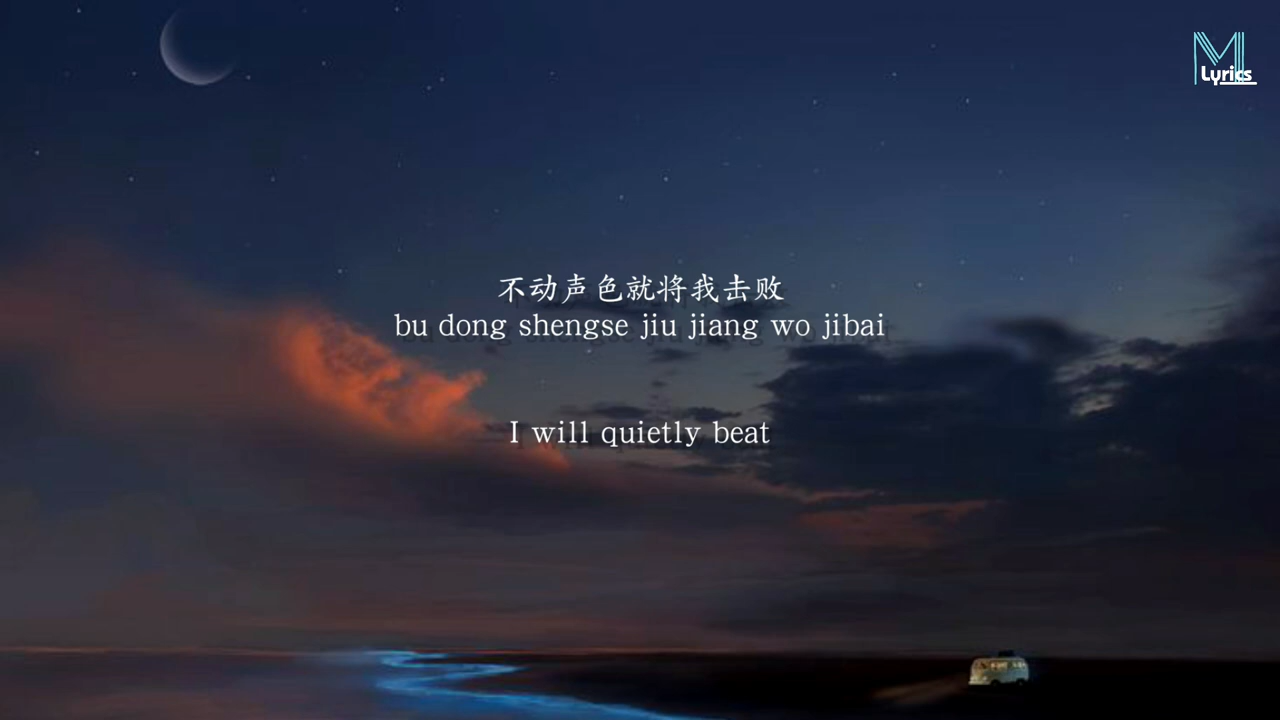 M
Lyrics
不动声色就将我击败
bu dong shengse jiu jiang wo jibai
I will quietly beat